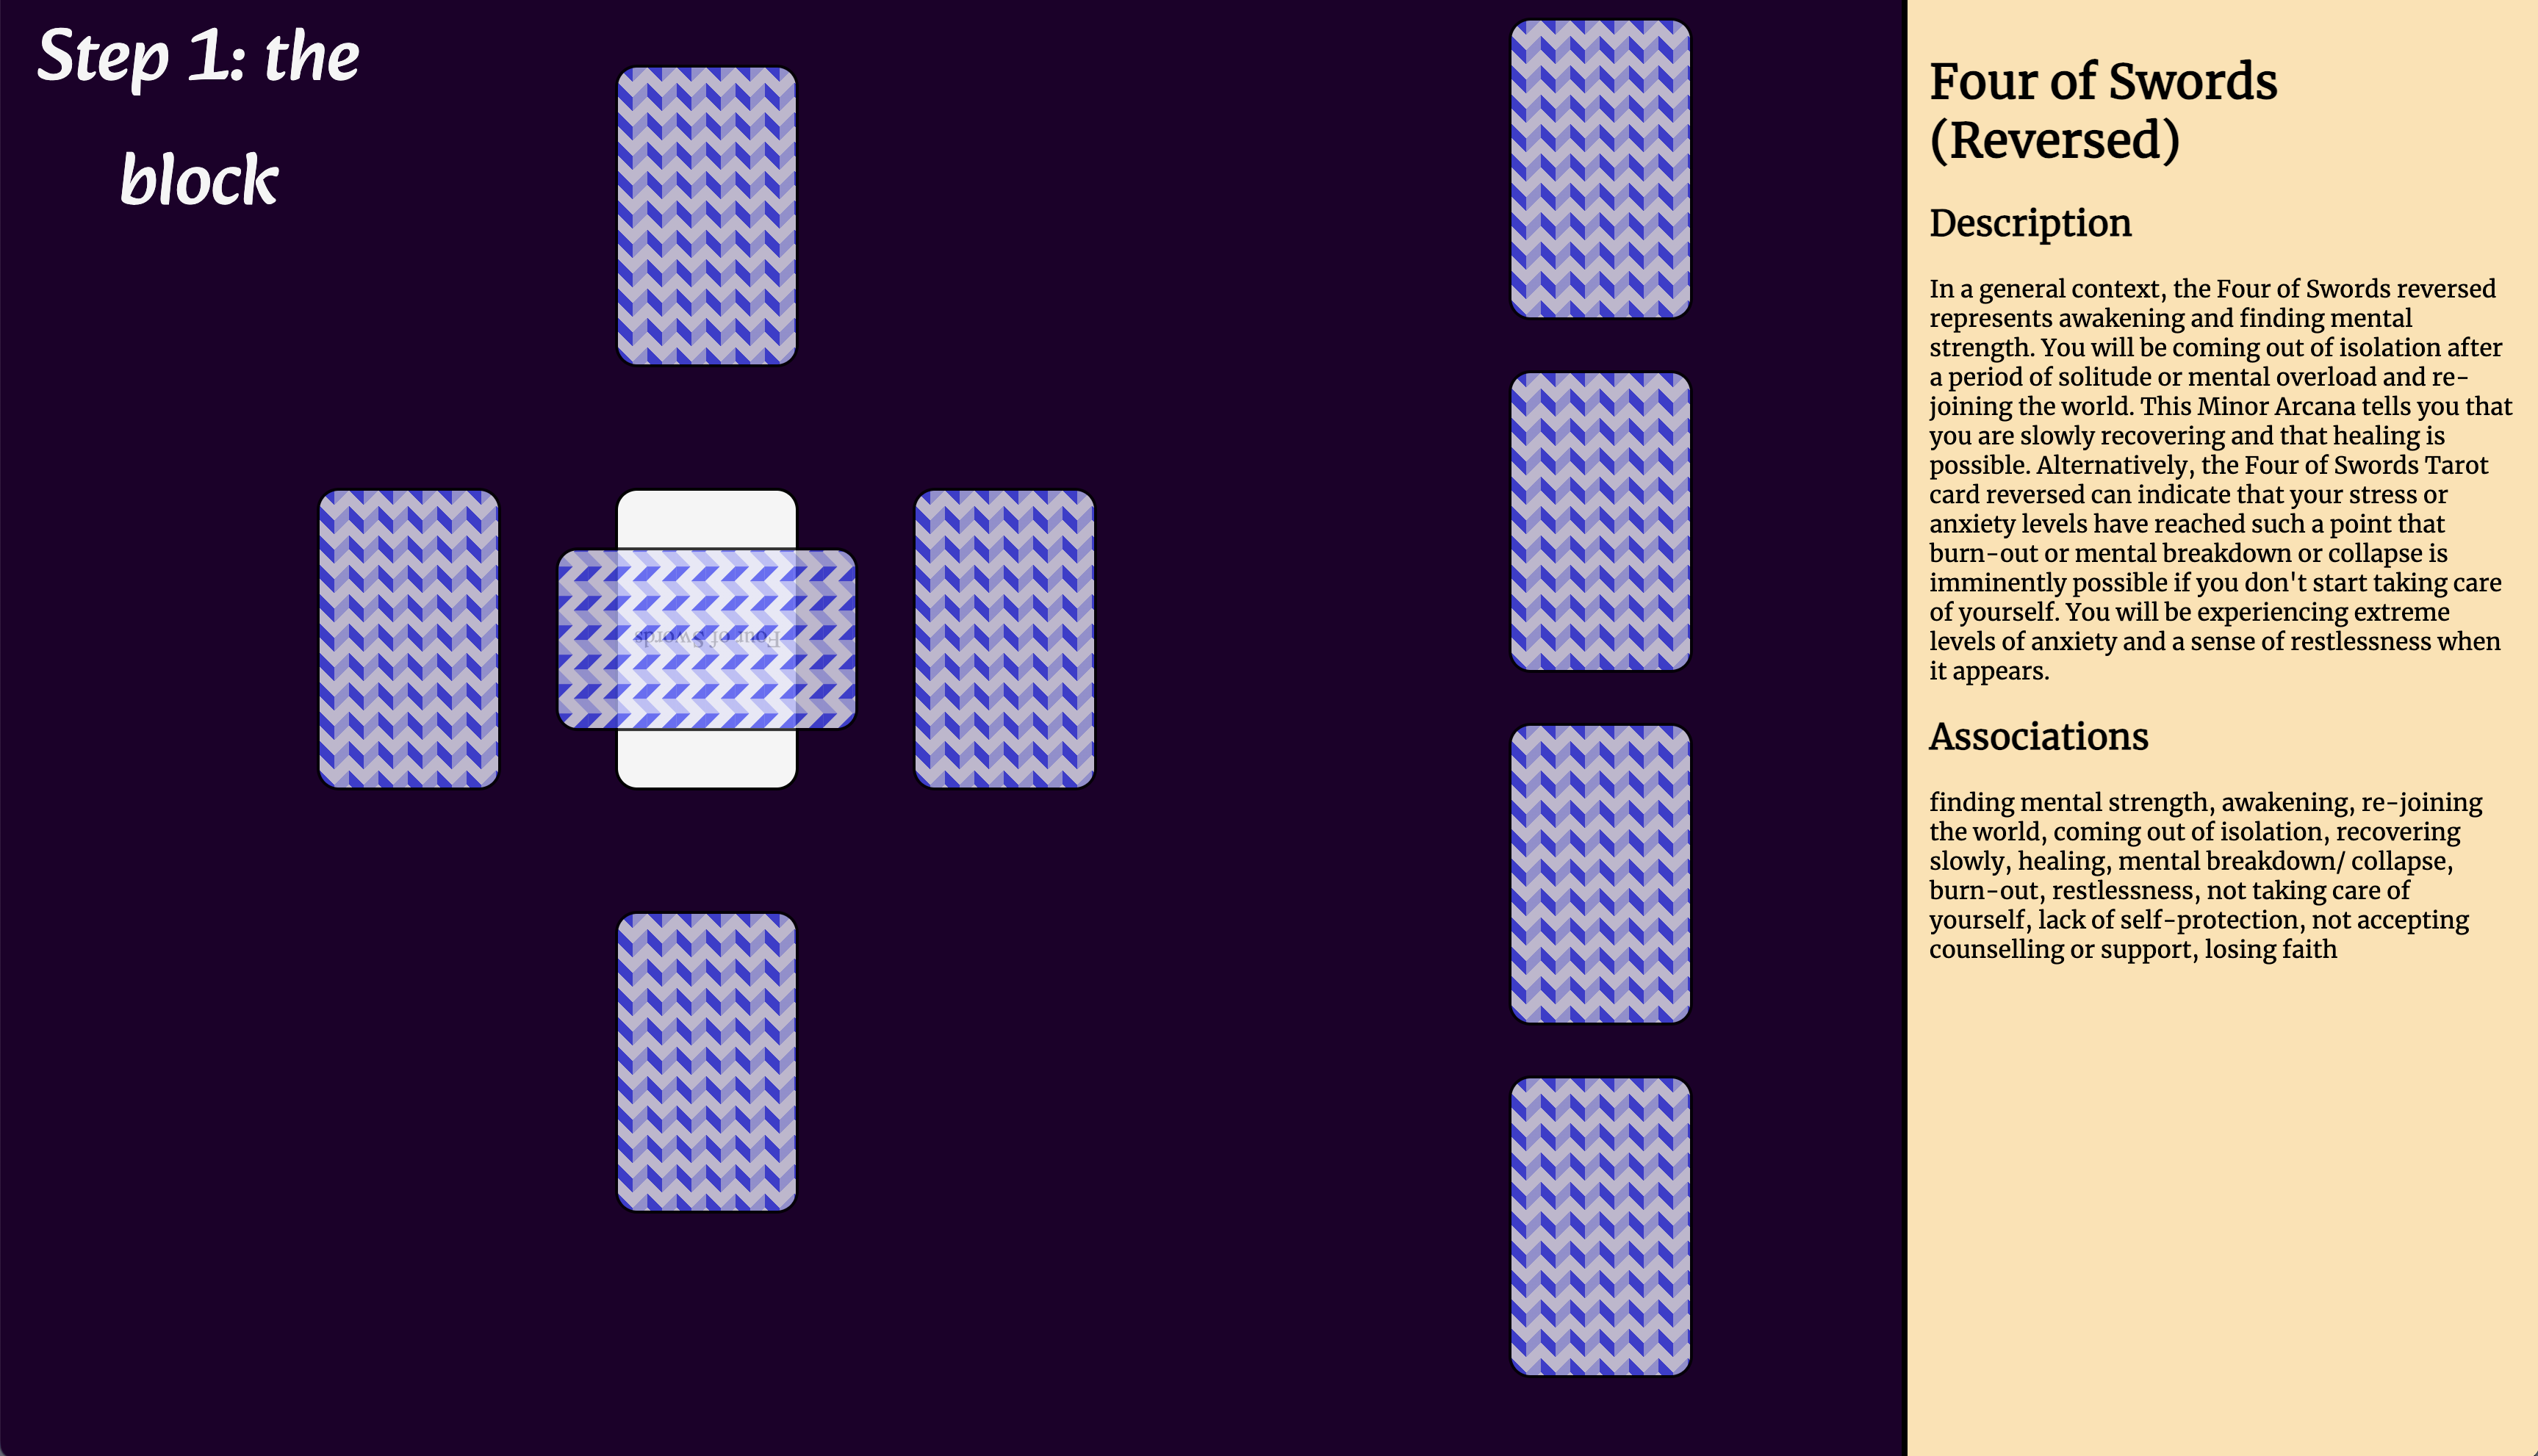 Step 1: the
block
Four of Swords
Four of Swords
(Reversed)
Description
In a general context, the Four of Swords reversed
represents awakening and finding mental
strength. You will be coming out of isolation after
a period of solitude or mental overload and re-
joining the world. This Minor Arcana tells you that
you are slowly recovering and that healing is
possible. Alternatively, the Four of Swords Tarot
card reversed can indicate that your stress or
anxiety levels have reached such a point that
burn-out or mental breakdown or collapse is
imminently possible if you don't start taking care
of yourself. You will be experiencing extreme
levels of anxiety and a sense of restlessness when
it appears.
Associations
finding mental strength, awakening, re-joining
the world, coming out of isolation, recovering
slowly, healing, mental breakdown/ collapse,
burn-out, restlessness, not taking care of
yourself, lack of self-protection, not accepting
counselling or support, losing faith